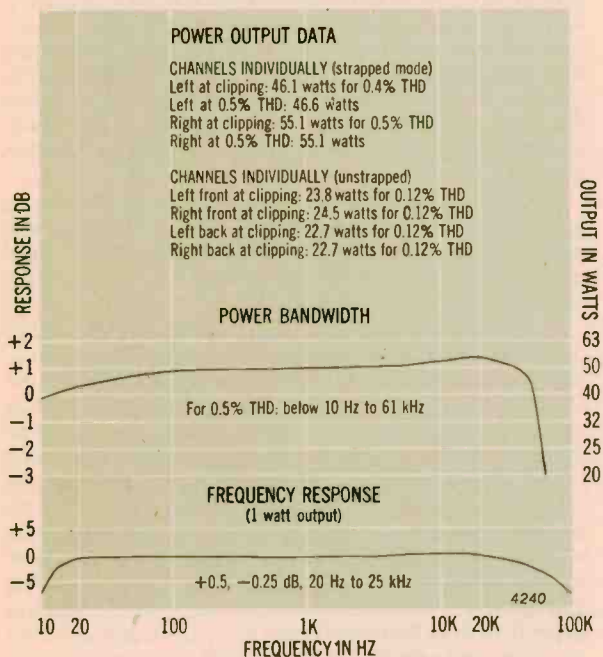 POWER OUTPUT DATA
CHANNELS INDIVIDUALLY (strapped mode)
Left at clipping: 46.1 watts for 0.4% THD
Left at 0.5% THD: 46.6 watts
Right at clipping: 55.1 watts for 0.5% THD
Right at 0.5% THD: 55.1 watts
CHANNELS INDIVIDUALLY (unstrapped)
Left front at clipping: 23.8 watts for 0.12% THD
Right front at clipping: 24.5 watts for 0.12% THD
Left back at clipping: 22.7 watts for 0.12% THD
Right back at clipping: 22.7 watts for 0.12% THD
RESPONSE IN DB
OUTPUT IN WATTS
POWER BANDWIDTH
+2 63
+1 50
0 40
−1 32
−2 25
−3 20
For 0.5% THD: below 10 Hz to 61 kHz
FREQUENCY RESPONSE
(1 watt output)
+5
0
−5
+0.5, −0.25 dB, 20 Hz to 25 kHz
4240
10 20 100 1K 10K 20K 100K
FREQUENCY 1N HZ